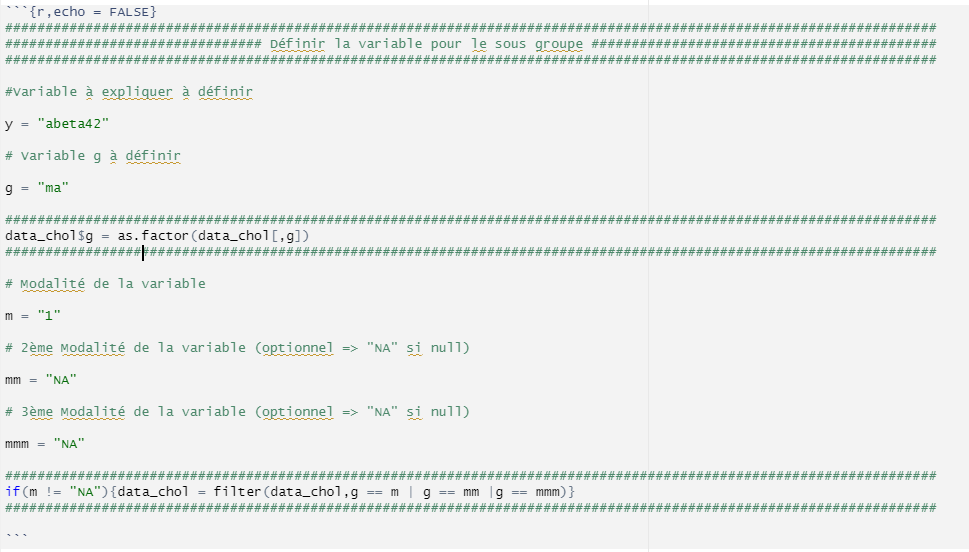 ```{r,echo = FALSE}
####################################################################################################################
################################ Définir la variable pour le sous groupe ###########################################
####################################################################################################################
#Variable à expliquer à définir
y = "abeta42"
# Variable g à définir
g = "ma"
####################################################################################################################
data_chol$g = as.factor(data_chol[,g])
####################################################################################################################
# Modalité de la variable
m = "1"
# 2ème Modalité de la variable (optionnel => "NA" si null)
mm = "NA"
# 3ème Modalité de la variable (optionnel => "NA" si null)
mmm = "NA"
####################################################################################################################
if(m != "NA"){data_chol = filter(data_chol,g == m | g == mm |g == mmm)}
####################################################################################################################
```